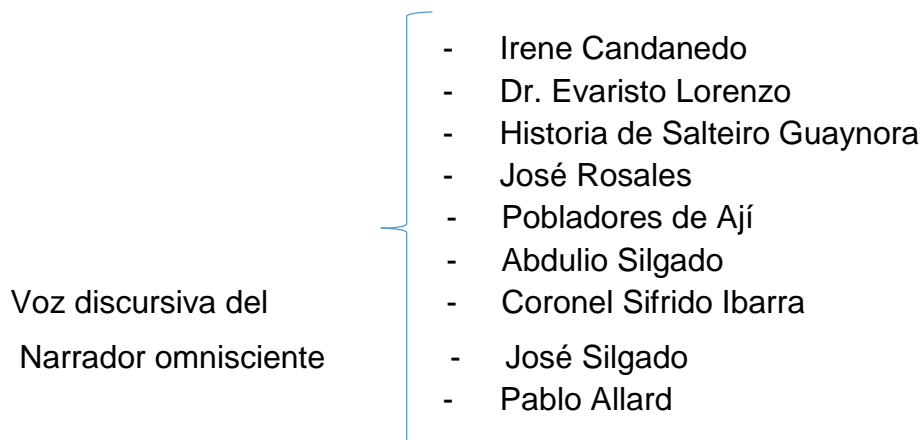 - Irene Candanedo
- Dr. Evaristo Lorenzo
- Historia de Salteiro Guaynora
- José Rosales
- Pobladores de Ají
- Abdulio Silgado
Voz discursiva del - Coronel Sifrido Ibarra
Narrador omnisciente - José Silgado
- Pablo Allard